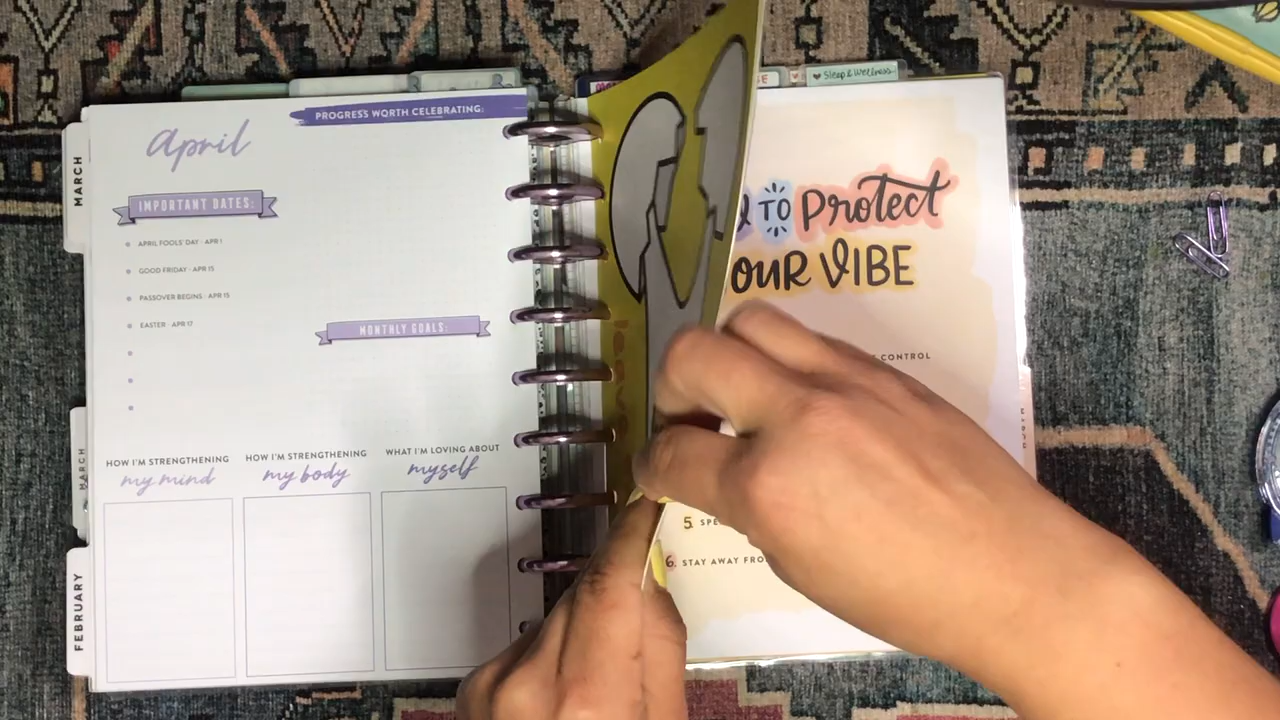 MARCH
MARCH
FEBRUARY
April
PROGRESS WORTH CELEBRATING:
IMPORTANT DATES:
APRIL FOOLS' DAY - APR 1
GOOD FRIDAY - APR 15
PASSOVER BEGINS - APR 15
EASTER - APR 17
MONTHLY GOALS:
HOW I'M STRENGTHENING
my mind
HOW I'M STRENGTHENING
my body
WHAT I'M LOVING ABOUT
myself
Sleep & Wellness
TO Protect
OUR VIBE
CONTROL
5.
6. STAY AWAY